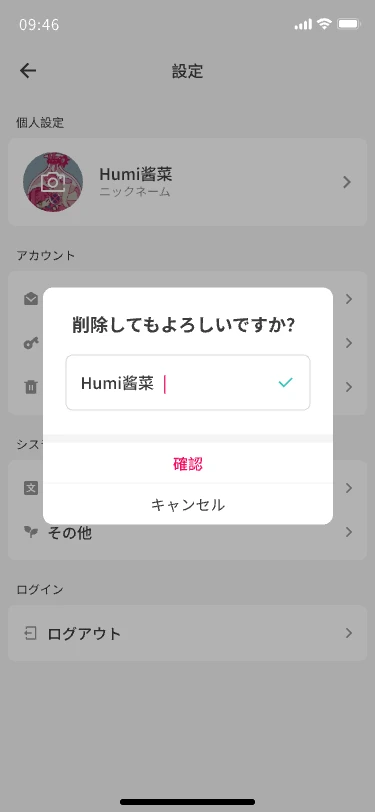 09:46
設定
個人設定
Humi酱菜
ニックネーム
アカウント
削除してもよろしいですか？
Humi酱菜
確認
キャンセル
シス
その他
ログイン
ログアウト